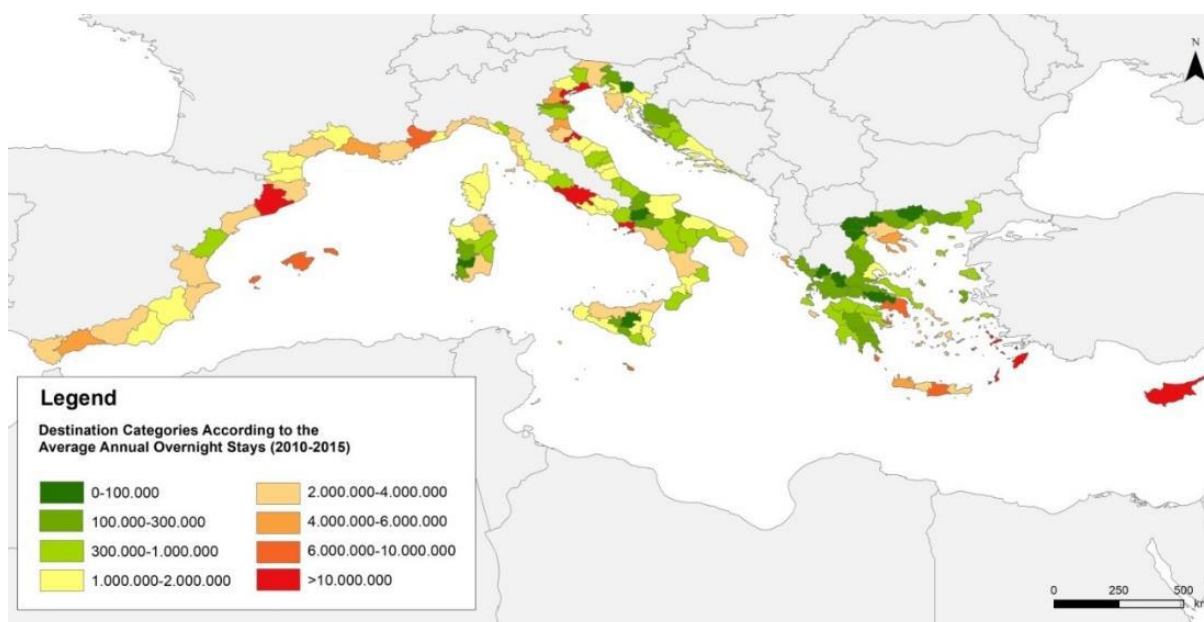 N
Legend
Destination Categories According to the
Average Annual Overnight Stays (2010-2015)
0-100.000
100.000-300.000
300.000-1.000.000
1.000.000-2.000.000
2.000.000-4.000.000
4.000.000-6.000.000
6.000.000-10.000.000
>10.000.000
0 250 500
km